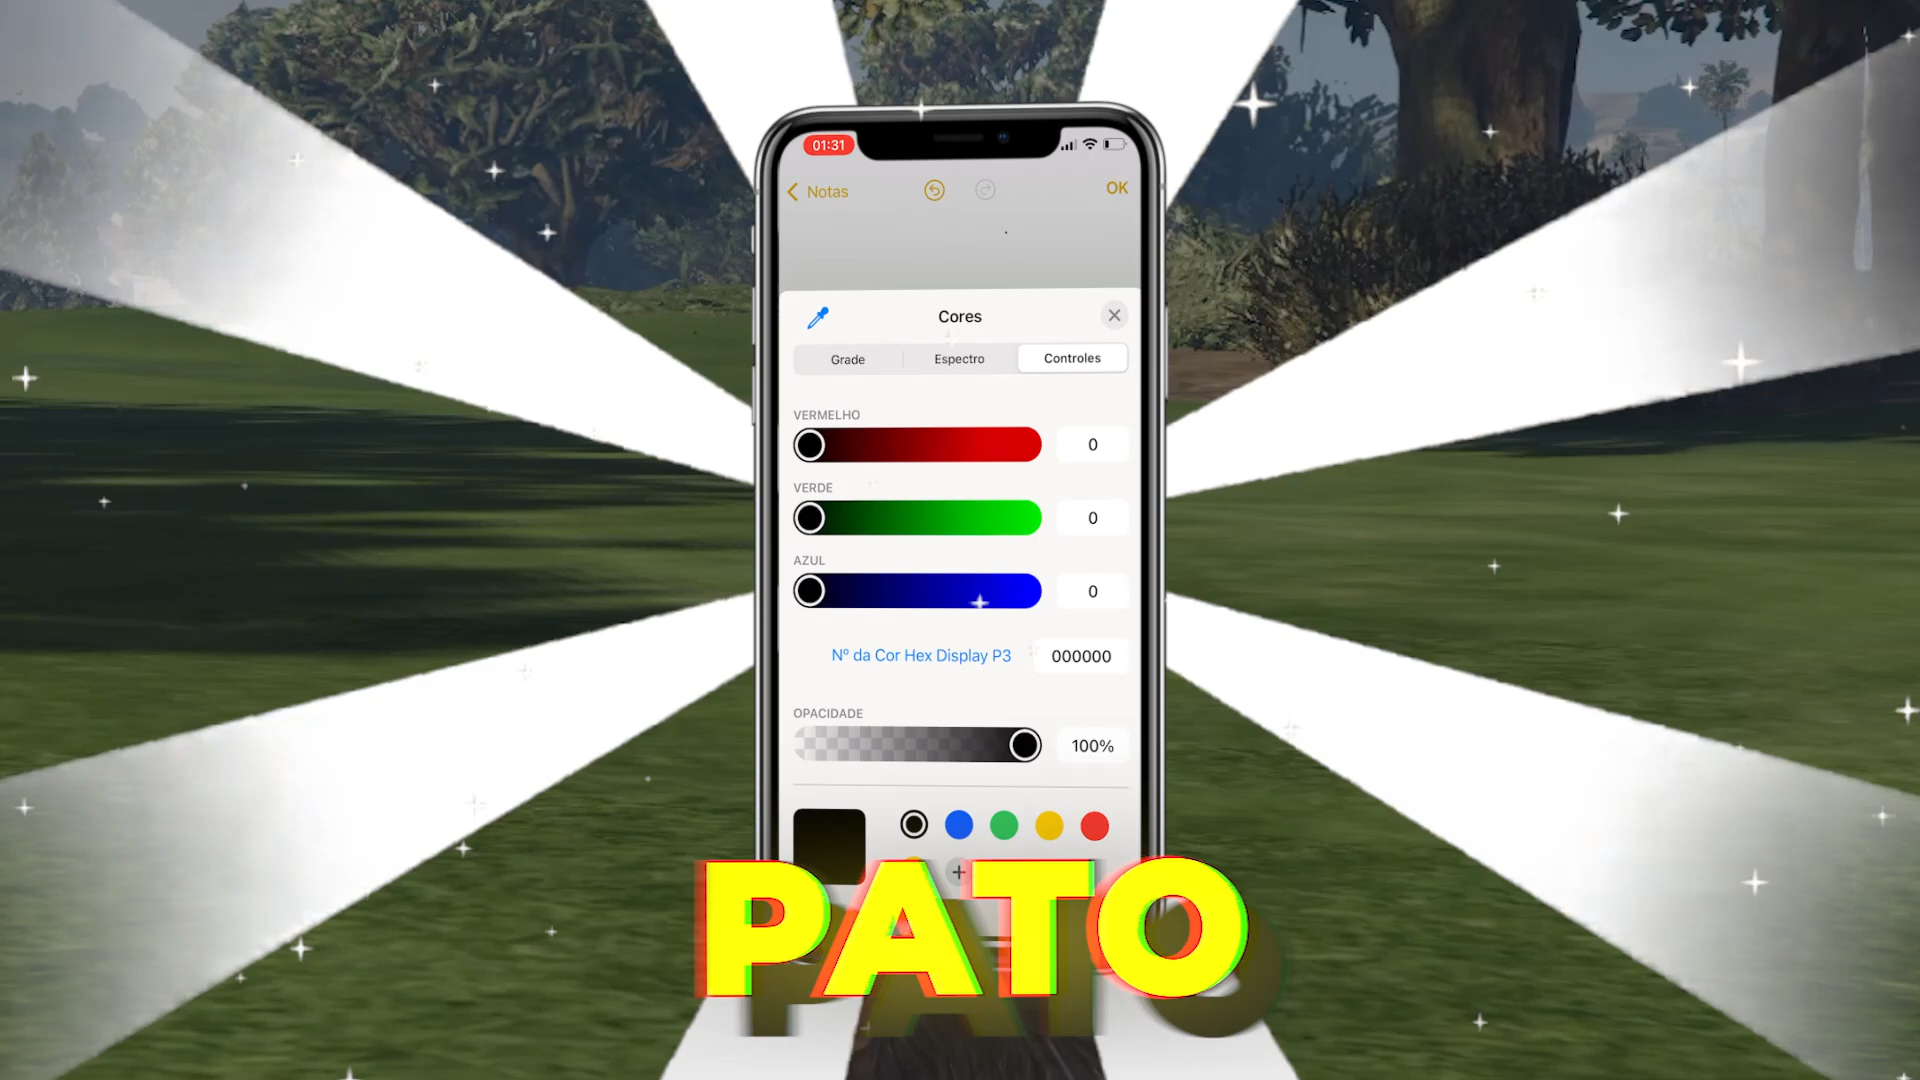 01:31
Notas
OK
Cores
Grade Espectro Controles
VERMELHO
0
VERDE
0
AZUL
0
Nº da Cor Hex Display P3 000000
OPACIDADE
100%
PATO